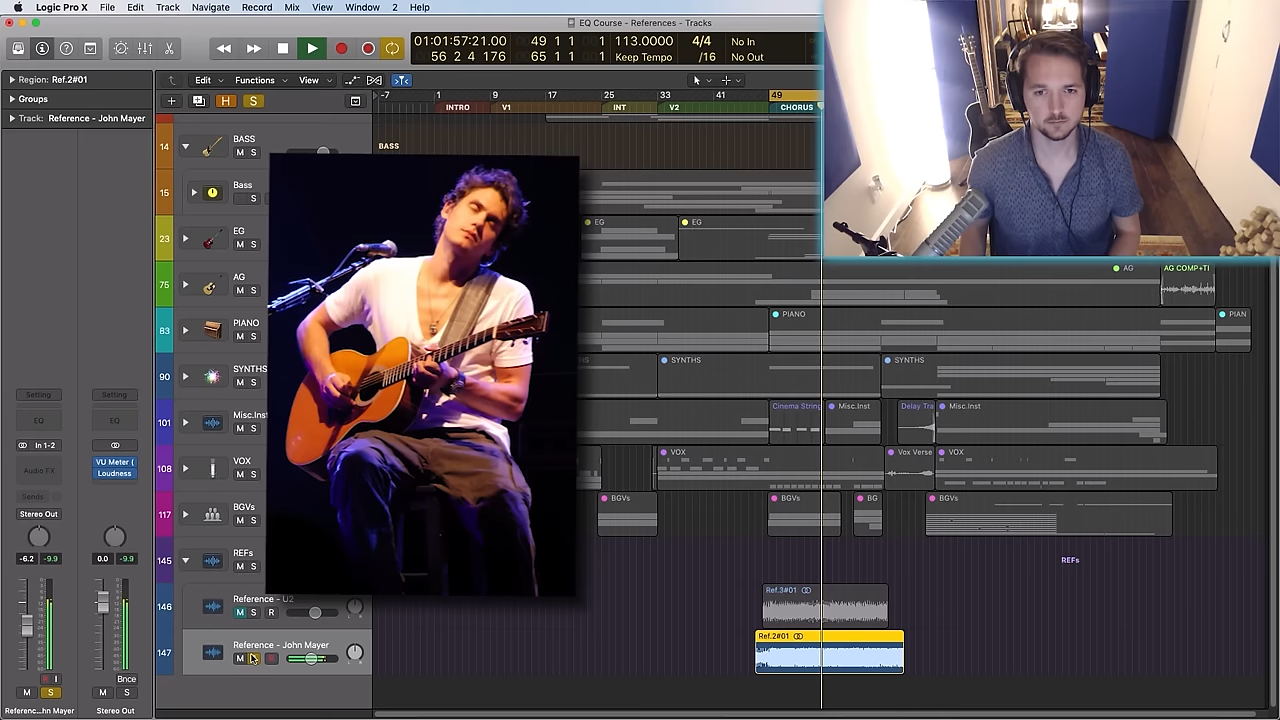 Logic Pro X File Edit Track Navigate Record Mix View Window 2 Help
EQ Course - References - Tracks
01:01:57:21.00 49 1 1 1 113.0000 4/4 No In
56 2 4 176 65 1 1 1 Keep Tempo /16 No Out
Region: Ref.2#01
Groups
Track: Reference - John Mayer
Edit Functions View
H S
-7 1 9 17 25 33 41 49
INTRO V1 INT V2 CHORUS
14 BASS M S BASS
15 Bass S
23 EG M S EG EG
75 AG M S AG AG COMP+TI
83 PIANO M S PIANO PIAN
90 SYNTHS M S HS SYNTHS SYNTHS
101 Misc.Inst M S Cinema String Misc.Inst Delay Tra Misc.Inst
108 VOX M S VOX Vox Verse VOX
117 BGVs M S BGVs BGVs BG BGVs
145 REFs M S REFs
146 Reference - U2 M S R Ref.3#01
147 Reference - John Mayer M Ref.2#01
Setting Setting
EQ EQ
In 1-2
Audio FX VU Meter (
Loudness
Sends
Stereo Out
-6.2 -9.9 0.0 -9.9
I Bnce
M S M S
Referenc...hn Mayer Stereo Out